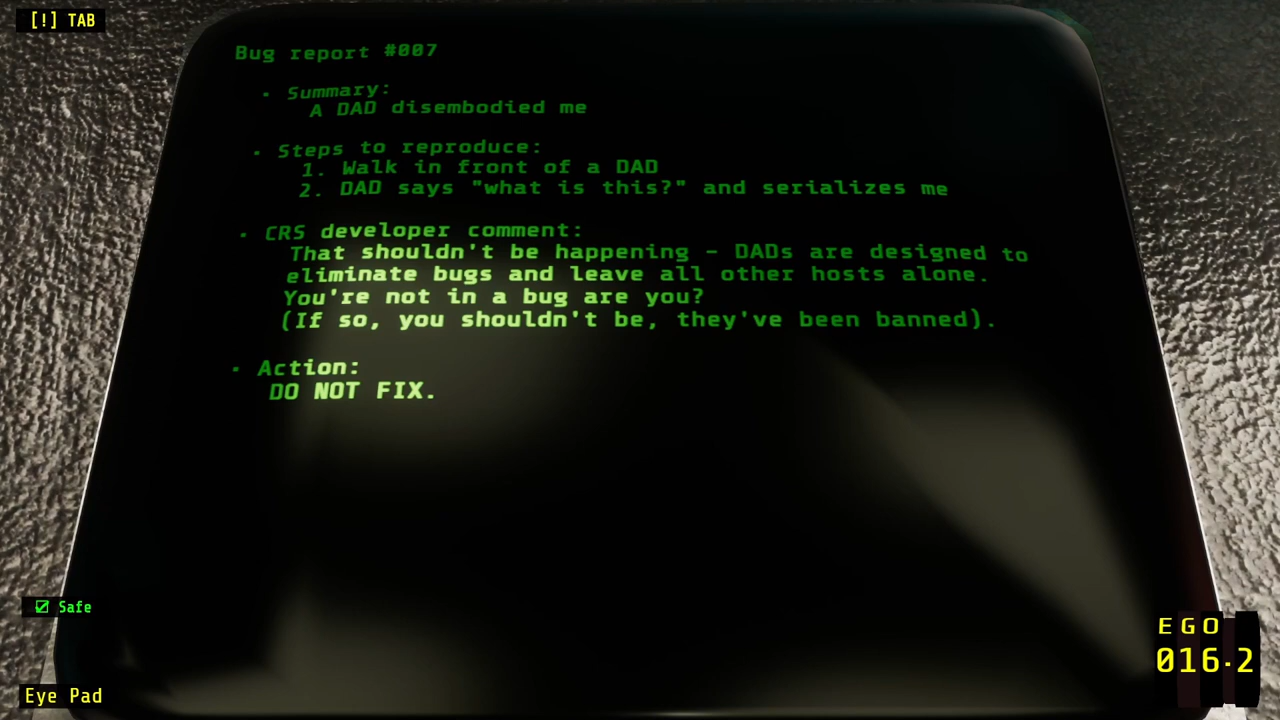 [!] TAB
Bug report #007
• Summary:
A DAD disembodied me
• Steps to reproduce:
1. Walk in front of a DAD
2. DAD says "what is this?" and serializes me
• CRS developer comment:
That shouldn't be happening - DADs are designed to
eliminate bugs and leave all other hosts alone.
You're not in a bug are you?
(If so, you shouldn't be, they've been banned).
• Action:
DO NOT FIX.
☑ Safe
EGO
016.2
Eye Pad